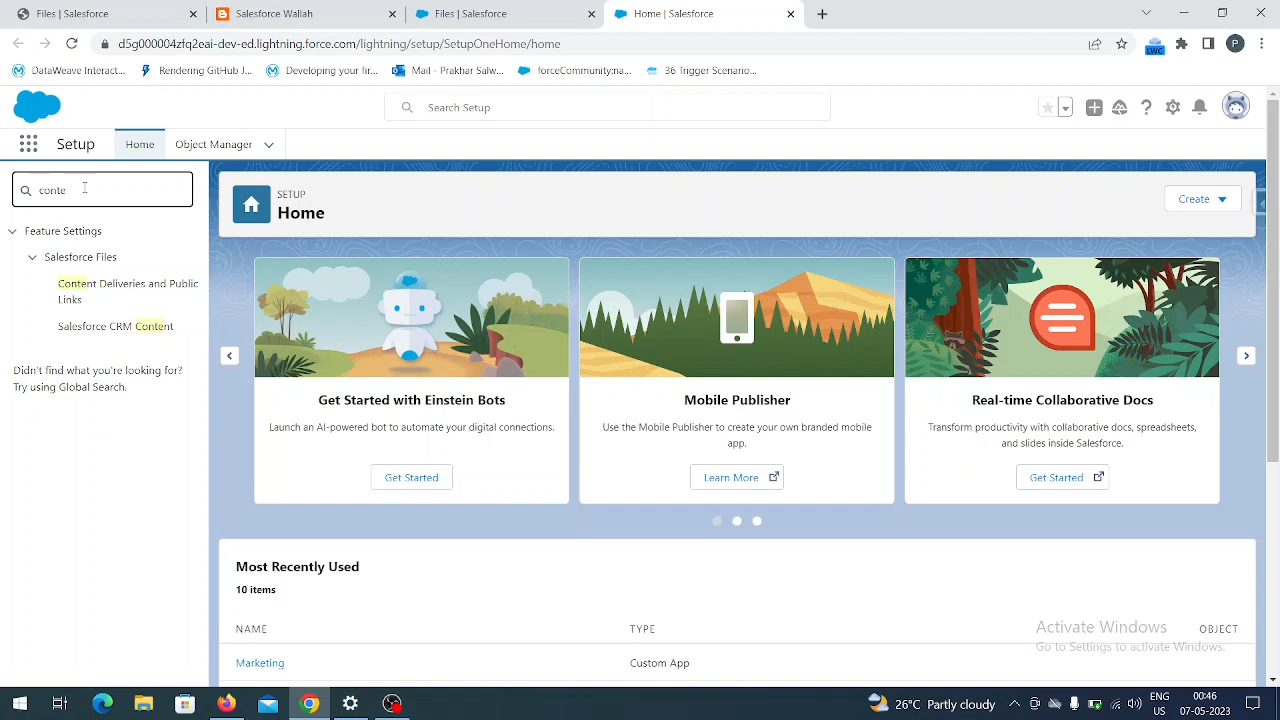 Files | Salesforce
Salesforce Wallah
Files | Salesforce
Home | Salesforce
d5g000004zfq2eai-dev-ed.lightning.force.com/lightning/setup/SetupOneHome/home
LWC
P
DataWeave Interact...
Rendering GitHub J...
Developing your fir...
Mail - Prakhar Salw...
forceCommunity:na...
36 Trigger Scenario...
Search Setup
Setup
Home
Object Manager
conte
Feature Settings
Salesforce Files
Content Deliveries and Public
Links
Salesforce CRM Content
Didn't find what you're looking for?
Try using Global Search.
SETUP
Home
Create
Get Started with Einstein Bots
Launch an AI-powered bot to automate your digital connections.
Get Started
Mobile Publisher
Use the Mobile Publisher to create your own branded mobile
app.
Learn More
Real-time Collaborative Docs
Transform productivity with collaborative docs, spreadsheets,
and slides inside Salesforce.
Get Started
Most Recently Used
10 items
NAME
TYPE
OBJECT
Marketing
Custom App
Activate Windows
Go to Settings to activate Windows.
26°C Partly cloudy
ENG
US
00:46
07-05-2023